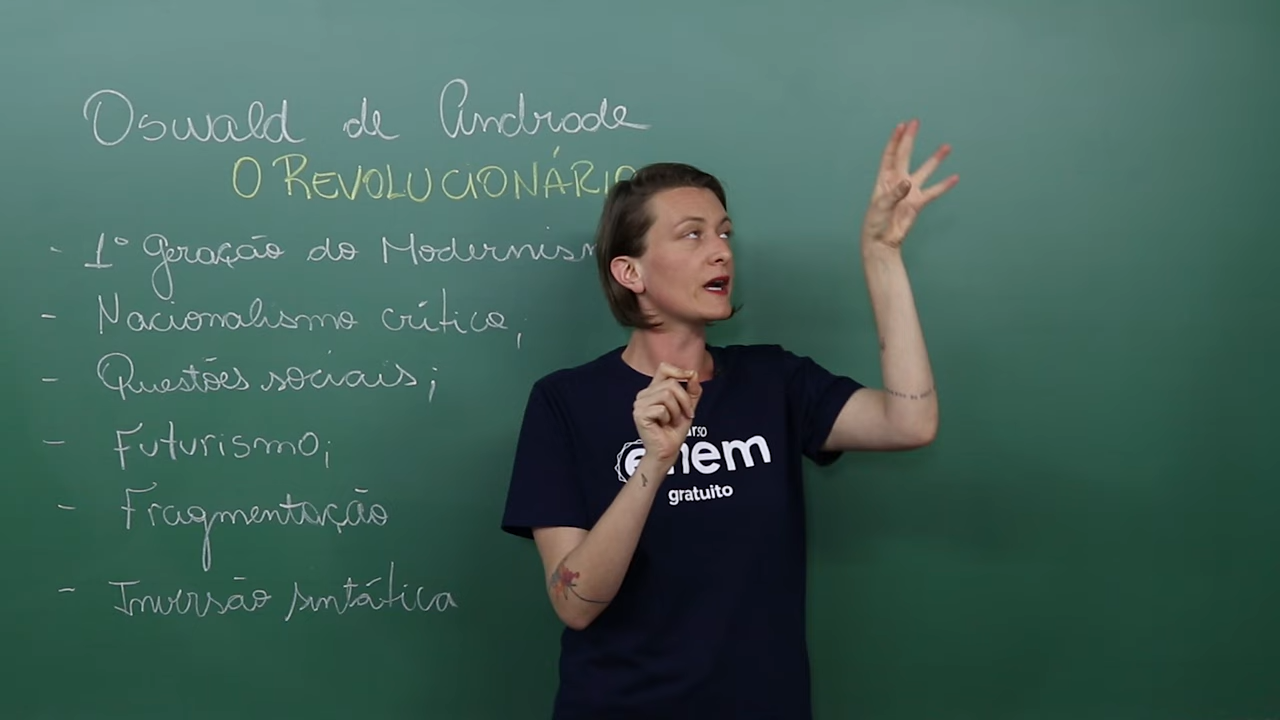 Oswald de Andrade
O REVOLUCIONÁRIO
- 1º Geração do Modernism
- Nacionalismo crítico;
- Questões sociais;
- Futurismo;
- Fragmentação
- Inversão sintática
enem
gratuito